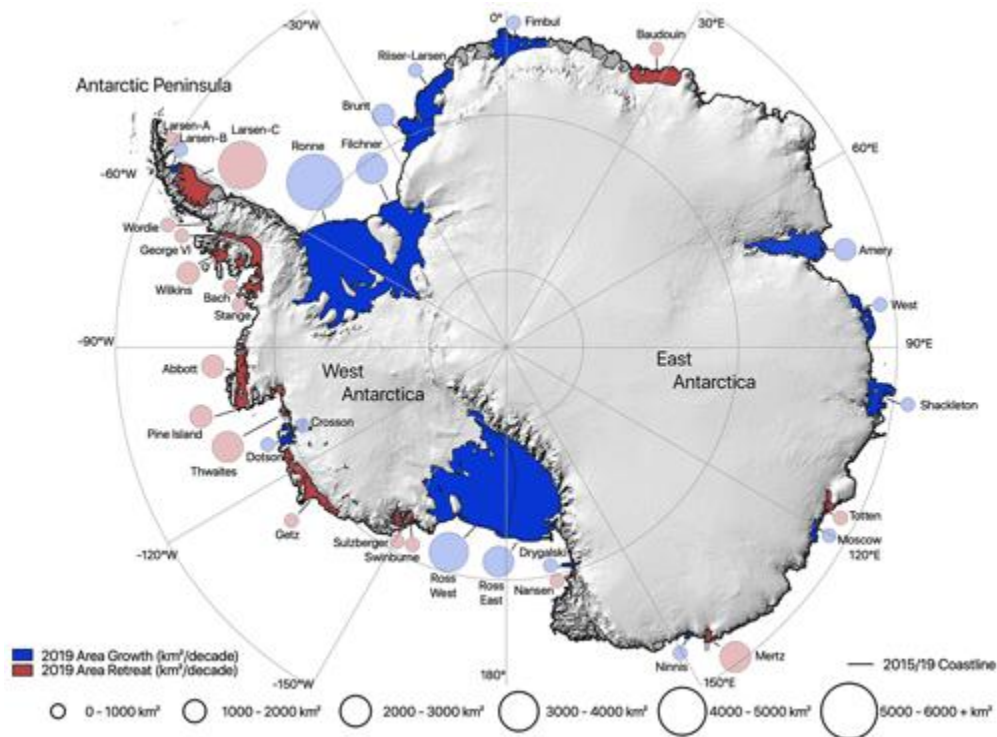 -30°W
0°
Fimbul
30°E
Baudouin
Riiser-Larsen
Antarctic Peninsula
Brunt
Larsen-A
Larsen-B
Larsen-C
Ronne
Filchner
60°E
-60°W
Wordie
George VI
Amery
Wilkins
Bach
Stange
West
-90°W
90°E
West
Antarctica
East
Antarctica
Abbott
Shackleton
Pine Island
Crosson
Thwaites
Dotson
Totten
Getz
Moscow
Sulzberger
Swinburne
Drygalski
120°E
-120°W
Ross
West
Ross
East
Nansen
Ninnis
Mertz
2019 Area Growth (km²/decade)
2019 Area Retreat (km²/decade)
2015/19 Coastline
-150°W
180°
150°E
0 - 1000 km²
1000 - 2000 km²
2000 - 3000 km²
3000 - 4000 km²
4000 - 5000 km²
5000 - 6000 + km²